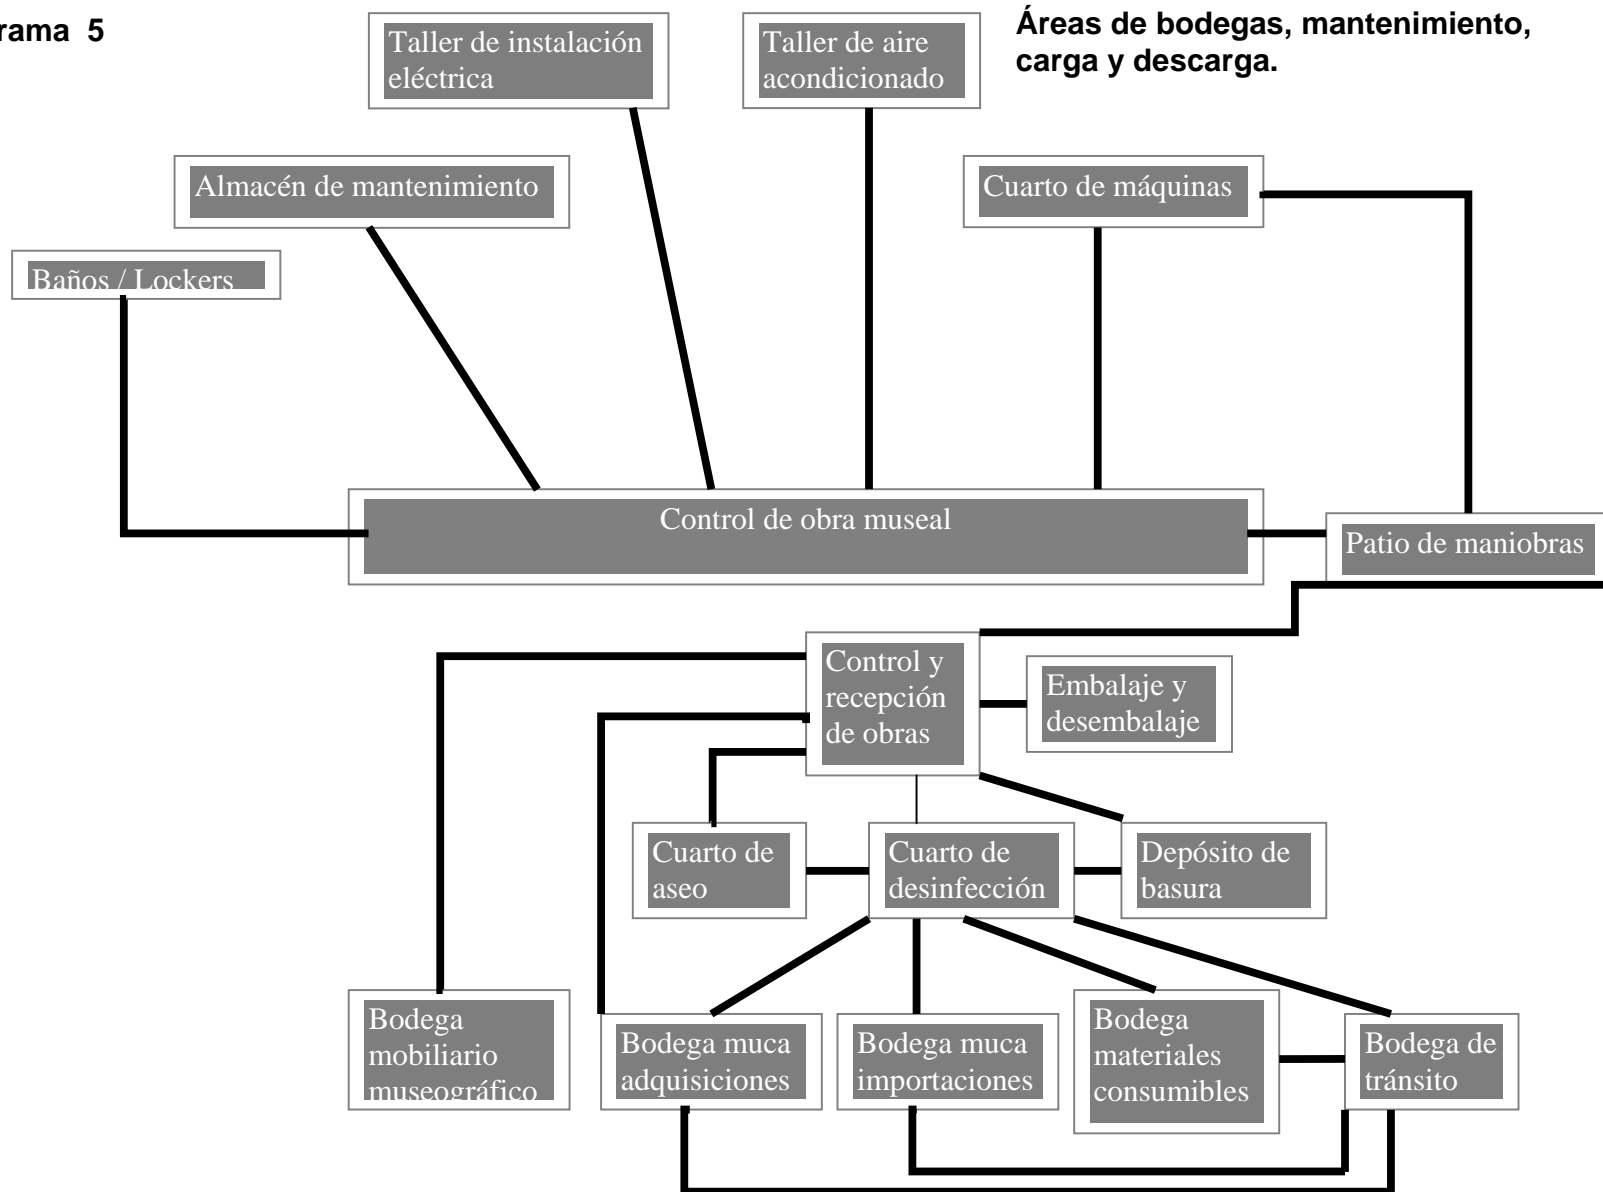 rama 5
Áreas de bodegas, mantenimiento,
carga y descarga.
Taller de instalación
eléctrica
Taller de aire
acondicionado
Almacén de mantenimiento
Cuarto de máquinas
Baños / Lockers
Control de obra museal
Patio de maniobras
Control y
recepción
de obras
Embalaje y
desembalaje
Cuarto de
aseo
Cuarto de
desinfección
Depósito de
basura
Bodega
mobiliario
museográfico
Bodega muca
adquisiciones
Bodega muca
importaciones
Bodega
materiales
consumibles
Bodega de
tránsito